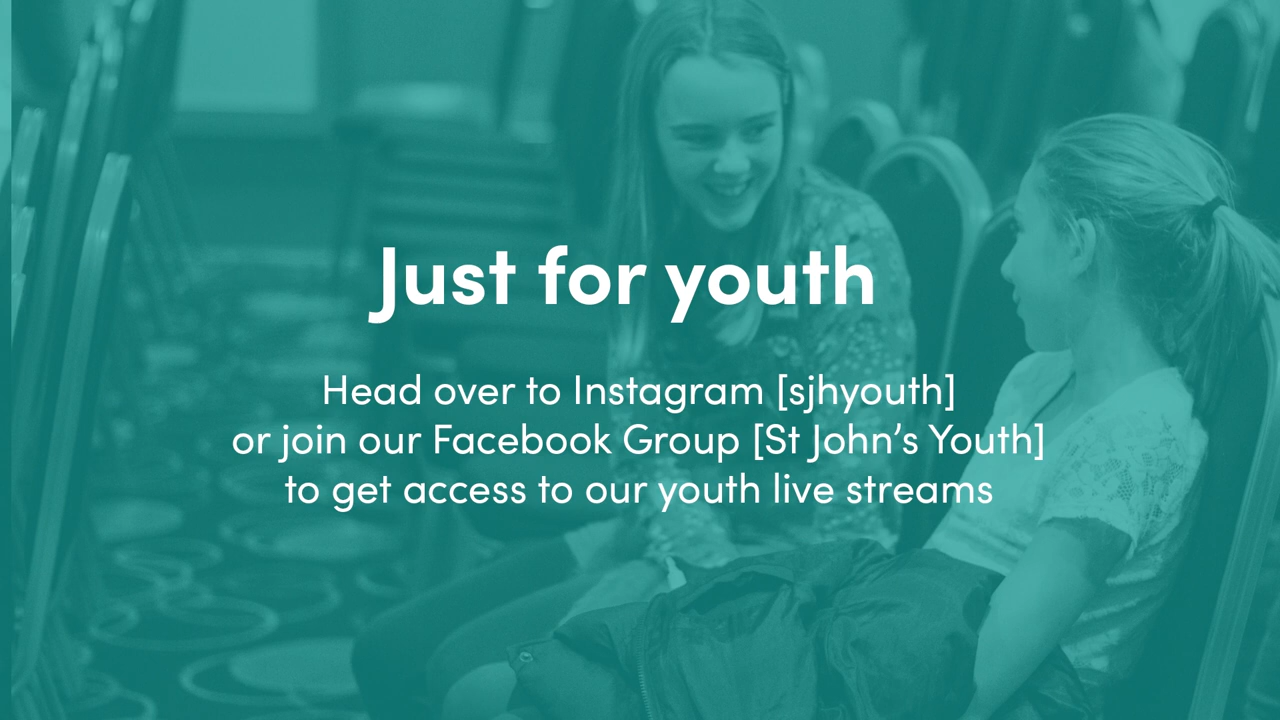 Just for youth
Head over to Instagram [sjhyouth]
or join our Facebook Group [St John’s Youth]
to get access to our youth live streams